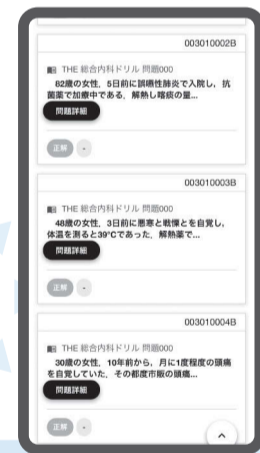 003010002B
THE 総合内科ドリル 問題000
82歳の女性，5日前に誤嚥性肺炎で入院し，抗
菌薬で加療中である，解熱し喀痰の量...
問題詳細
正解 -
003010003B
THE 総合内科ドリル 問題000
48歳の女性，3日前に悪寒と戦慄とを自覚し，
体温を測ると39°Cであった，解熱薬で...
問題詳細
正解 -
003010004B
THE 総合内科ドリル 問題000
30歳の女性，10年前から，月に1度程度の頭痛
を自覚していた，その都度市販の頭痛...
問題詳細
正解 -